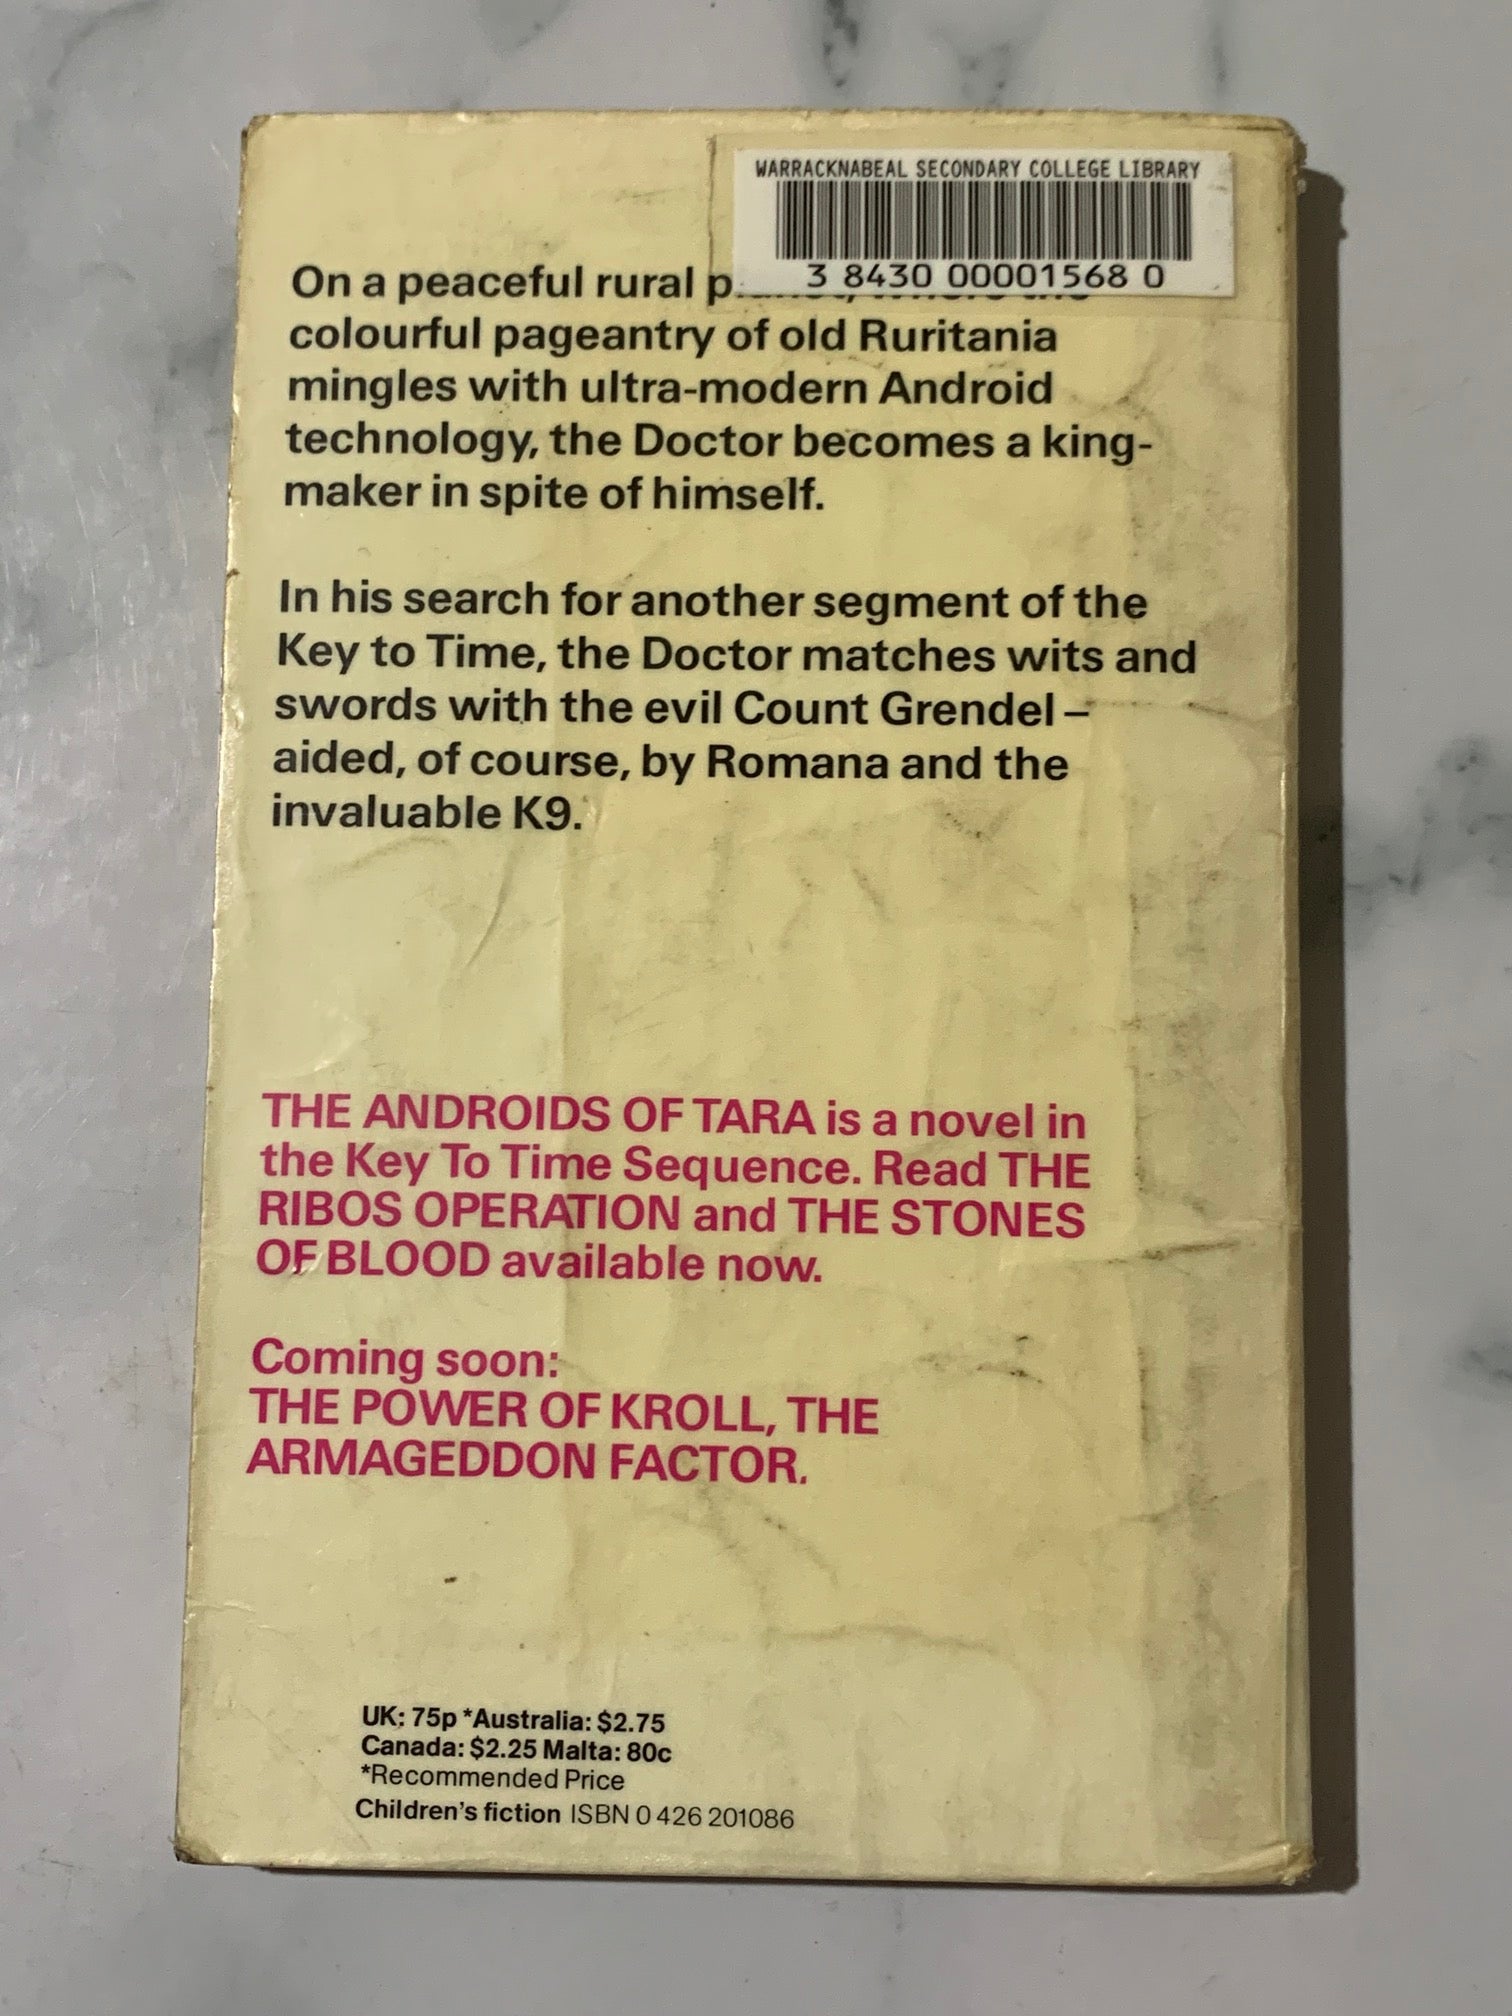 WARRACKNABEAL SECONDARY COLLEGE LIBRARY
3 8430 00001568 0
On a peaceful rural
colourful pageantry of old Ruritania
mingles with ultra-modern Android
technology, the Doctor becomes a king-
maker in spite of himself.
In his search for another segment of the
Key to Time, the Doctor matches wits and
swords with the evil Count Grendel –
aided, of course, by Romana and the
invaluable K9.
THE ANDROIDS OF TARA is a novel in
the Key To Time Sequence. Read THE
RIBOS OPERATION and THE STONES
OF BLOOD available now.
Coming soon:
THE POWER OF KROLL, THE
ARMAGEDDON FACTOR.
UK: 75p *Australia: $2.75
Canada: $2.25 Malta: 80c
*Recommended Price
Children's fiction ISBN 0 426 201086